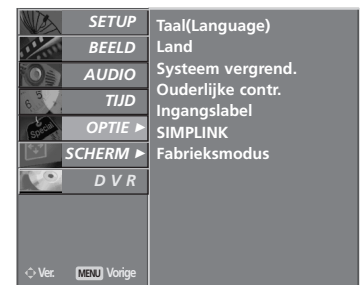 SETUP
BEELD
AUDIO
TIJD
OPTIE ►
SCHERM ►
D V R
Taal(Language)
Land
Systeem vergrend.
Ouderlijke contr.
Ingangslabel
SIMPLINK
Fabrieksmodus
Ver. MENU Vorige